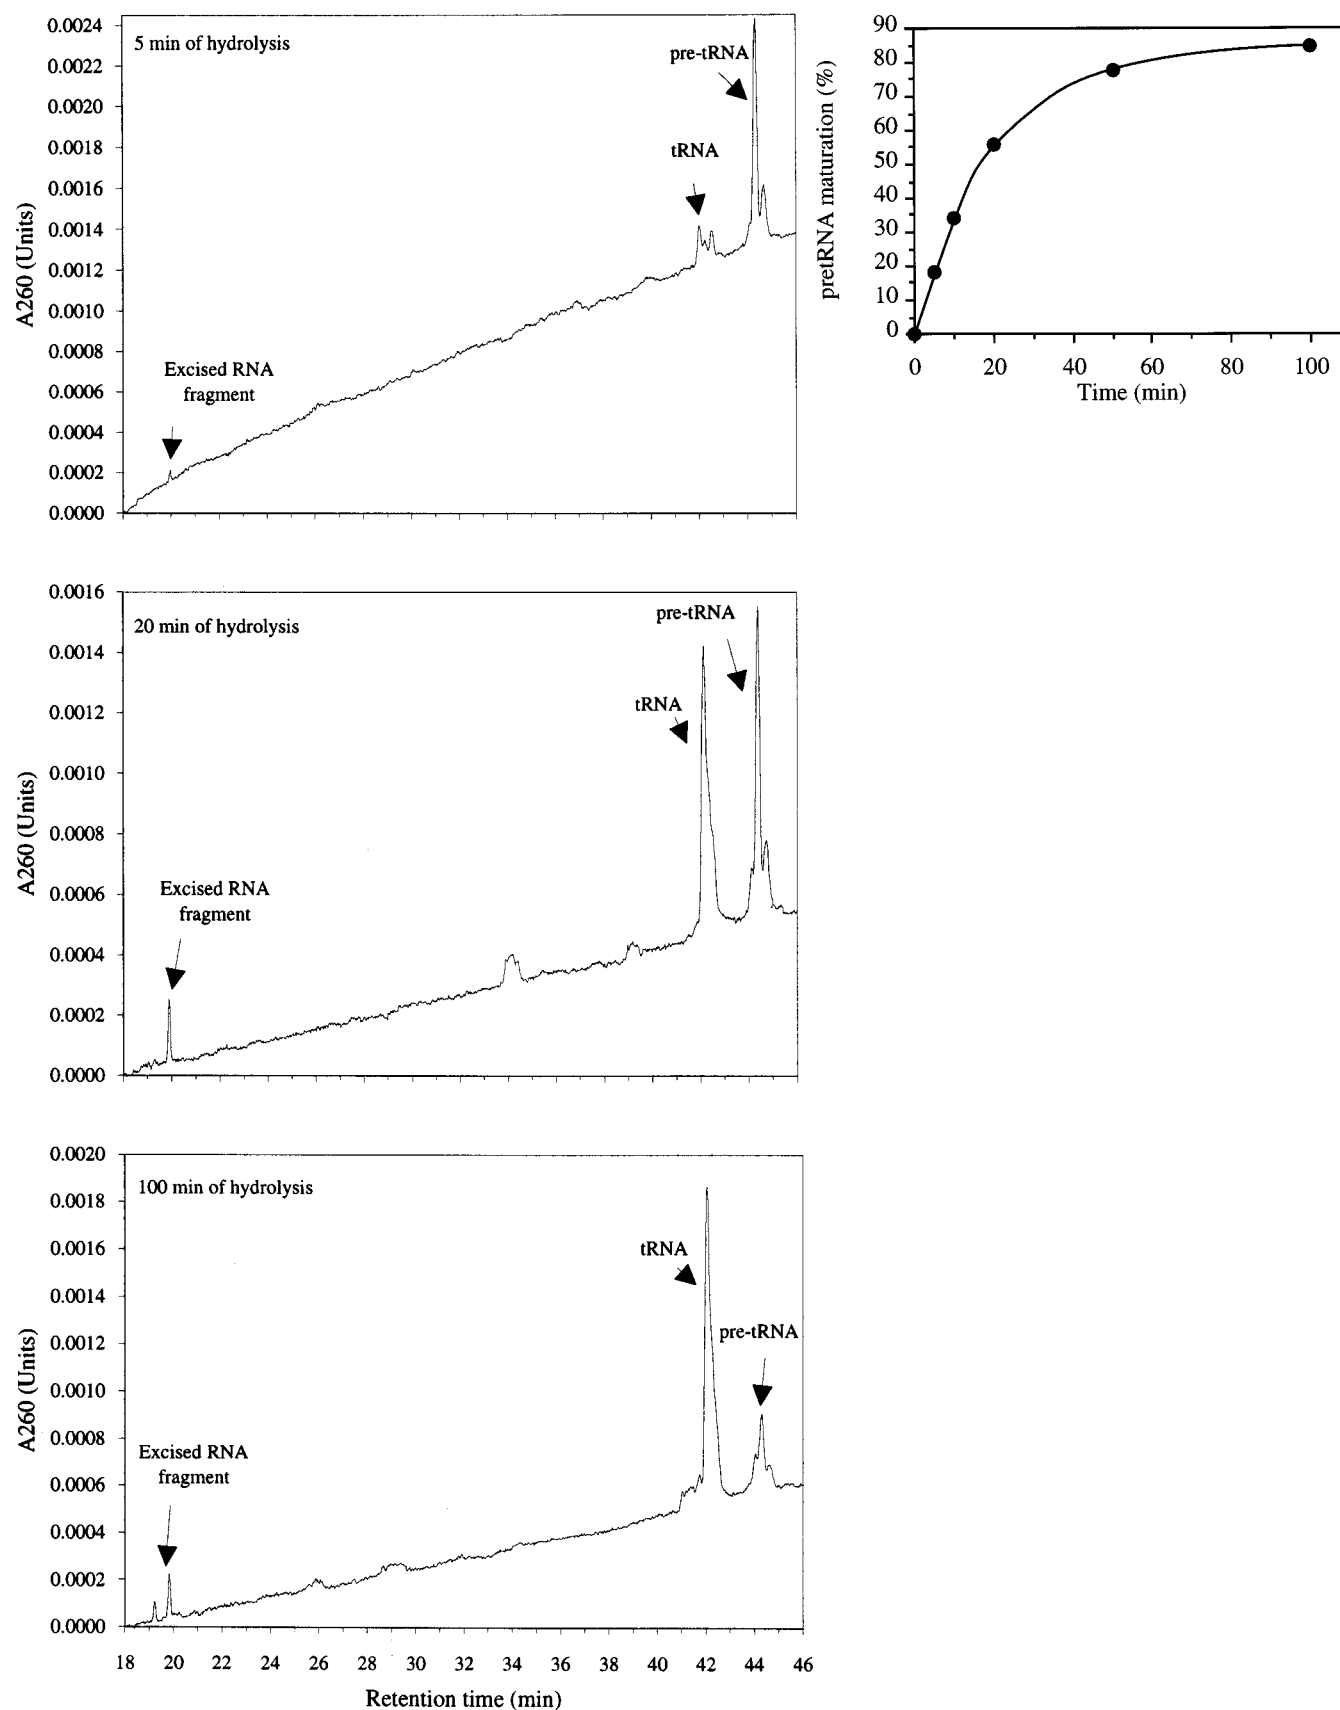 0.0024
0.0022
0.0020
0.0018
0.0016
0.0014
0.0012
0.0010
0.0008
0.0006
0.0004
0.0002
0.0000
A260 (Units)
5 min of hydrolysis
pre-tRNA
tRNA
Excised RNA
fragment
90
80
70
60
50
40
30
20
10
0
pretRNA maturation (%)
0 20 40 60 80 100
Time (min)
0.0016
0.0014
0.0012
0.0010
0.0008
0.0006
0.0004
0.0002
0.0000
A260 (Units)
20 min of hydrolysis
pre-tRNA
tRNA
Excised RNA
fragment
0.0020
0.0018
0.0016
0.0014
0.0012
0.0010
0.0008
0.0006
0.0004
0.0002
0.0000
A260 (Units)
100 min of hydrolysis
tRNA
pre-tRNA
Excised RNA
fragment
18 20 22 24 26 28 30 32 34 36 38 40 42 44 46
Retention time (min)